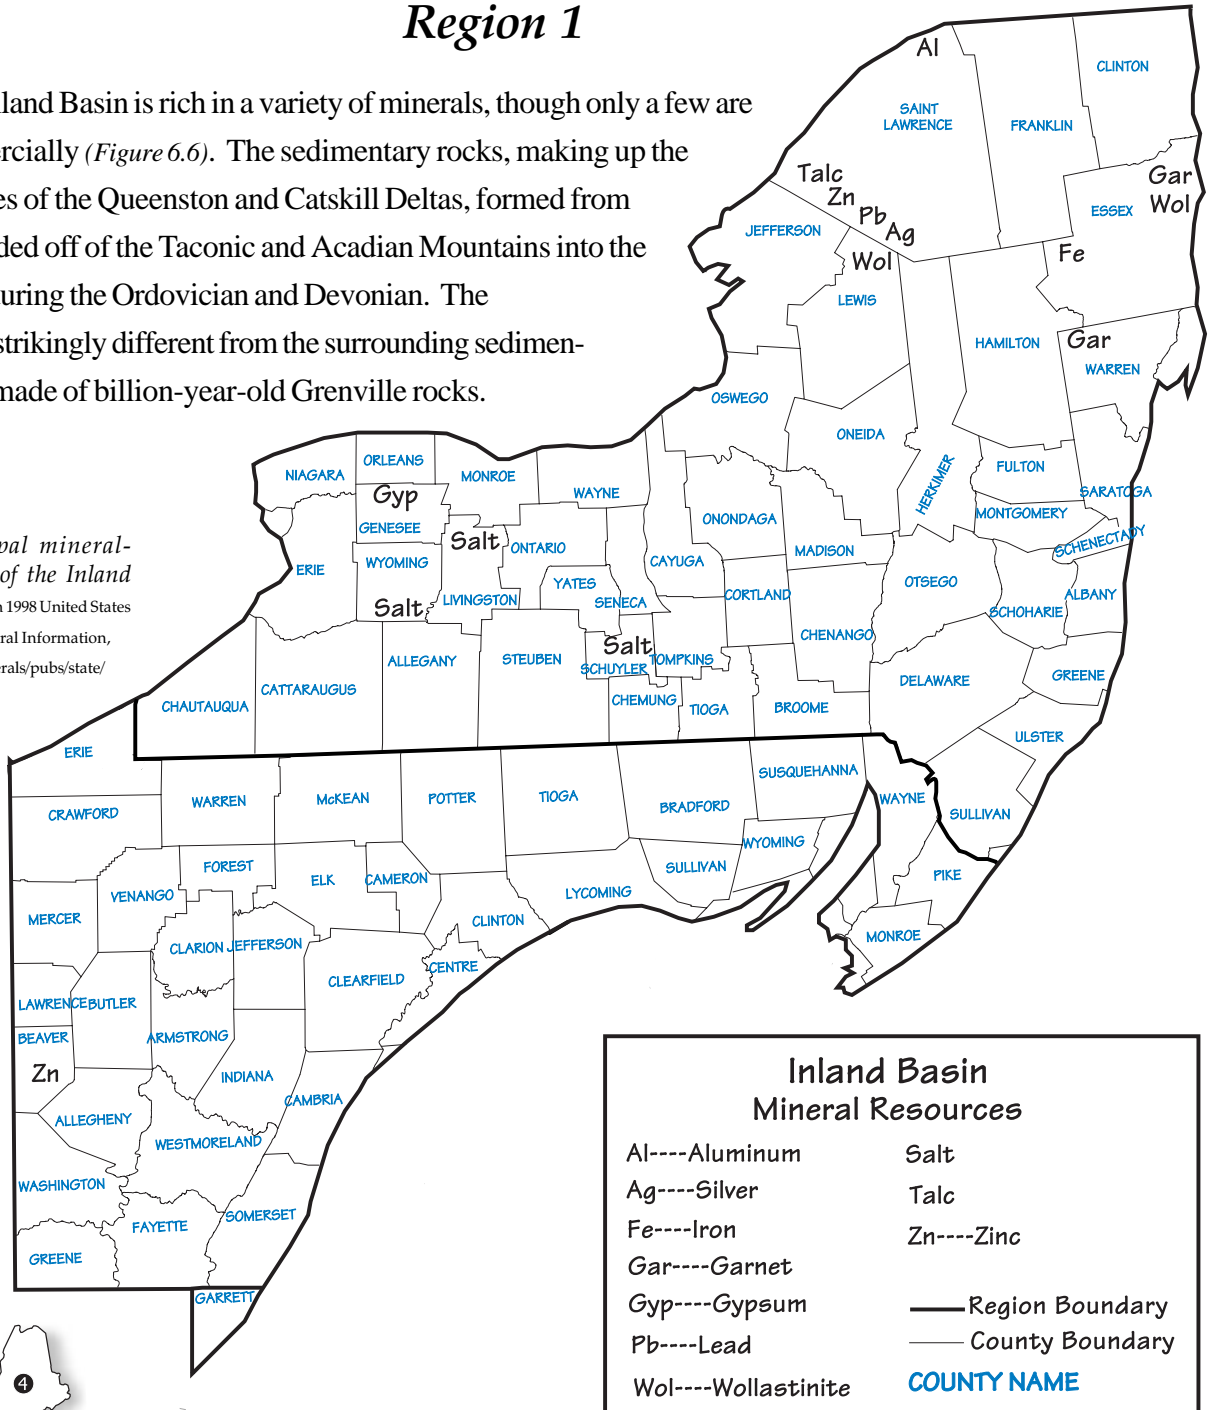 Region 1
nland Basin is rich in a variety of minerals, though only a few are
ercially (Figure 6.6). The sedimentary rocks, making up the
es of the Queenston and Catskill Deltas, formed from
ded off of the Taconic and Acadian Mountains into the
uring the Ordovician and Devonian. The
strikingly different from the surrounding sedimen-
made of billion-year-old Grenville rocks.
pal mineral-
of the Inland
n 1998 United States
ral Information,
erals/pubs/state/
Al
CLINTON
SAINT
LAWRENCE
FRANKLIN
Talc
Zn
Pb
Ag
Gar
Wol
ESSEX
JEFFERSON
Wol
Fe
LEWIS
HAMILTON
Gar
WARREN
OSWEGO
ONEIDA
HERKIMER
FULTON
SARATOGA
MONTGOMERY
SCHENECTADY
NIAGARA
ORLEANS
MONROE
WAYNE
Gyp
GENESEE
Salt
ONTARIO
ONONDAGA
MADISON
CAYUGA
ERIE
WYOMING
YATES
SENECA
CORTLAND
OTSEGO
SCHOHARIE
ALBANY
Salt
LIVINGSTON
CHENANGO
Salt
SCHUYLER
TOMPKINS
ALLEGANY
STEUBEN
CATTARAUGUS
CHAUTAUQUA
CHEMUNG
TIOGA
BROOME
DELAWARE
GREENE
ULSTER
SULLIVAN
ERIE
CRAWFORD
WARREN
McKEAN
POTTER
TIOGA
BRADFORD
SUSQUEHANNA
WAYNE
WYOMING
SULLIVAN
PIKE
MONROE
FOREST
ELK
CAMERON
LYCOMING
CLINTON
VENANGO
MERCER
CLARION
JEFFERSON
CLEARFIELD
CENTRE
LAWRENCE
BUTLER
BEAVER
ARMSTRONG
Zn
INDIANA
CAMBRIA
ALLEGHENY
WESTMORELAND
WASHINGTON
FAYETTE
SOMERSET
GREENE
GARRETT
4
Inland Basin
Mineral Resources
Al----Aluminum
Ag----Silver
Fe----Iron
Gar----Garnet
Gyp----Gypsum
Pb----Lead
Wol----Wollastinite
Salt
Talc
Zn----Zinc
Region Boundary
County Boundary
COUNTY NAME